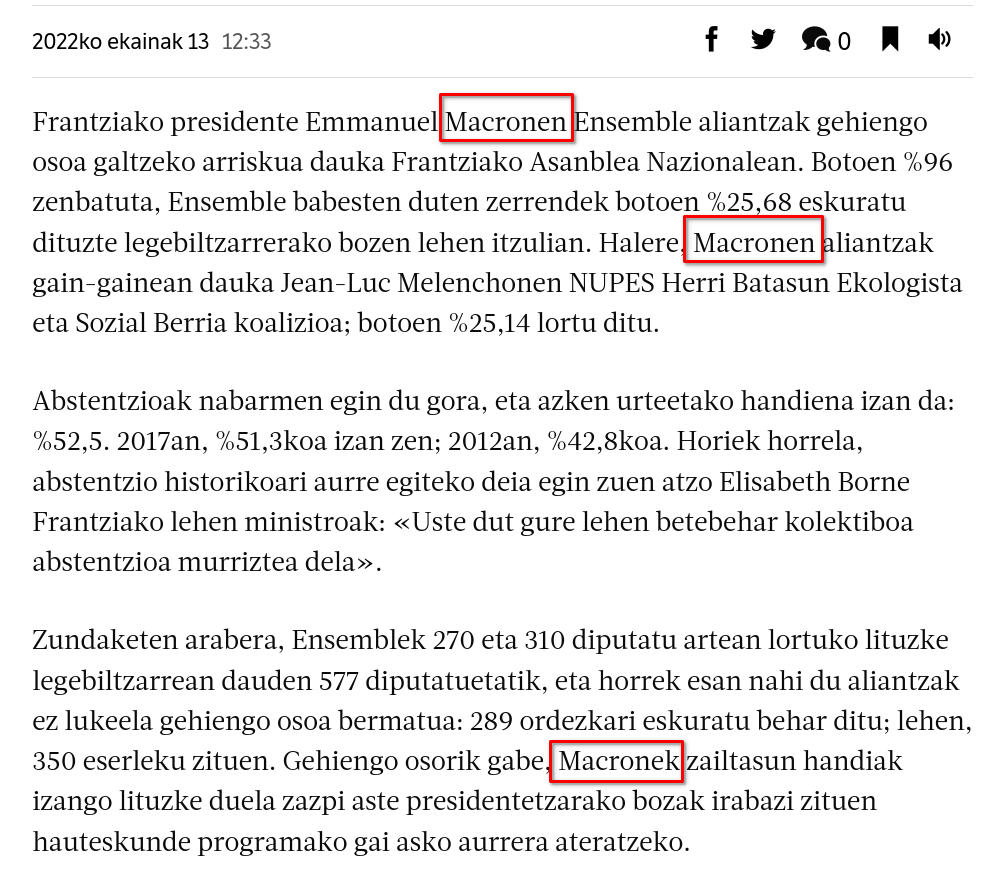 2022ko ekainak 13 12:33
0
Frantziako presidente Emmanuel Macronen Ensemble aliantzak gehiengo
osoa galtzeko arriskua dauka Frantziako Asanblea Nazionalean. Botoen %96
zenbatuta, Ensemble babesten duten zerrendek botoen %25,68 eskuratu
dituzte legebiltzarrerako bozen lehen itzulian. Halere, Macronen aliantzak
gain-gainean dauka Jean-Luc Melenchonen NUPES Herri Batasun Ekologista
eta Sozial Berria koalizioa; botoen %25,14 lortu ditu.
Abstentzioak nabarmen egin du gora, eta azken urteetako handiena izan da:
%52,5. 2017an, %51,3koa izan zen; 2012an, %42,8koa. Horiek horrela,
abstentzio historikoari aurre egiteko deia egin zuen atzo Elisabeth Borne
Frantziako lehen ministroak: «Uste dut gure lehen betebehar kolektiboa
abstentzioa murriztea dela».
Zundaketen arabera, Ensemblek 270 eta 310 diputatu artean lortuko lituzke
legebiltzarrean dauden 577 diputatuetatik, eta horrek esan nahi du aliantzak
ez lukeela gehiengo osoa bermatua: 289 ordezkari eskuratu behar ditu; lehen,
350 eserleku zituen. Gehiengo osorik gabe, Macronek zailtasun handiak
izango lituzke duela zazpi aste presidentetzarako bozak irabazi zituen
hauteskunde programako gai asko aurrera ateratzeko.